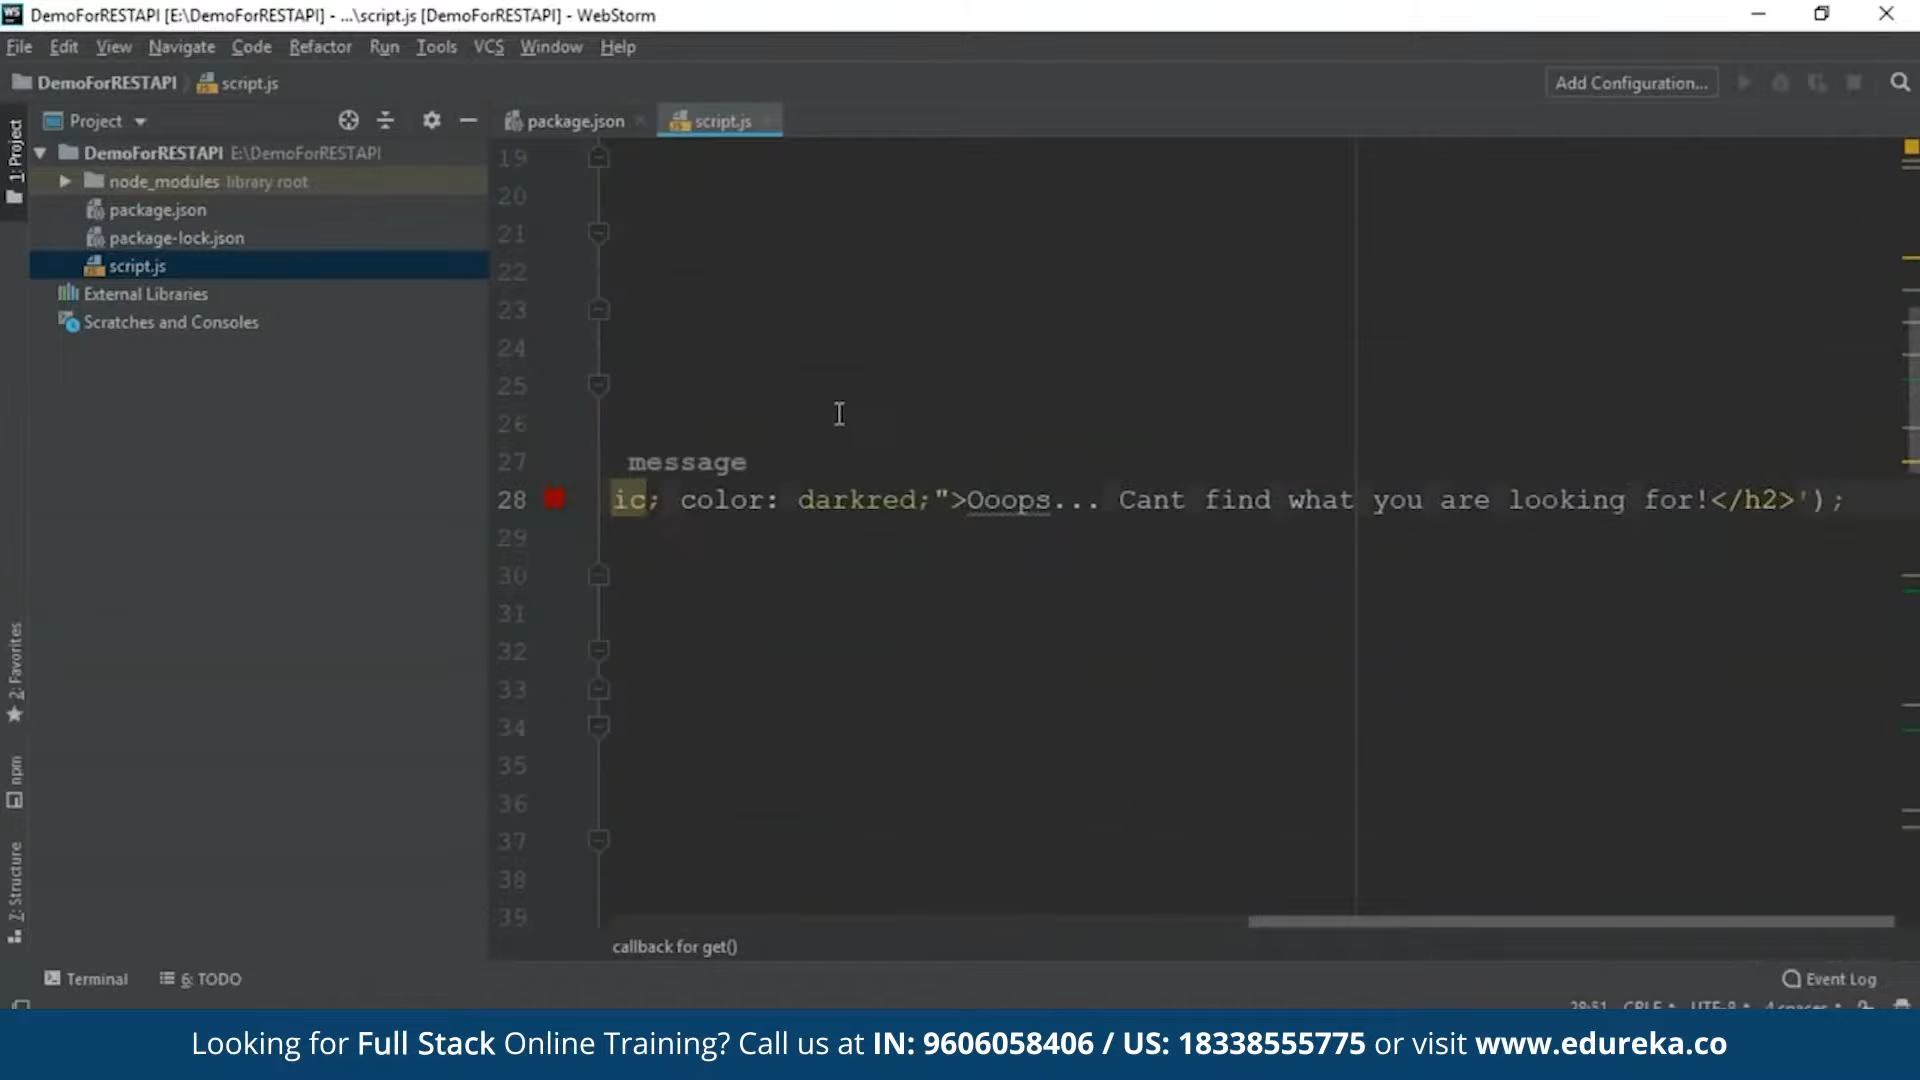 DemoForRESTAPI [E:\DemoForRESTAPI] - ...\script.js [DemoForRESTAPI] - WebStorm
File Edit View Navigate Code Refactor Run Tools VCS Window Help
DemoForRESTAPI script.js Add Configuration...
1: Project
Project
package.json script.js
DemoForRESTAPI E:\DemoForRESTAPI
node_modules library root
package.json
package-lock.json
script.js
External Libraries
Scratches and Consoles
19
20
21
22
23
24
25
26
27 message
28 ic; color: darkred;">Ooops... Cant find what you are looking for!</h2>');
29
30
31
32
33
34
35
36
37
38
39
2: Favorites
npm
7: Structure
callback for get()
Terminal 6: TODO Event Log
Looking for Full Stack Online Training? Call us at IN: 9606058406 / US: 18338555775 or visit www.edureka.co